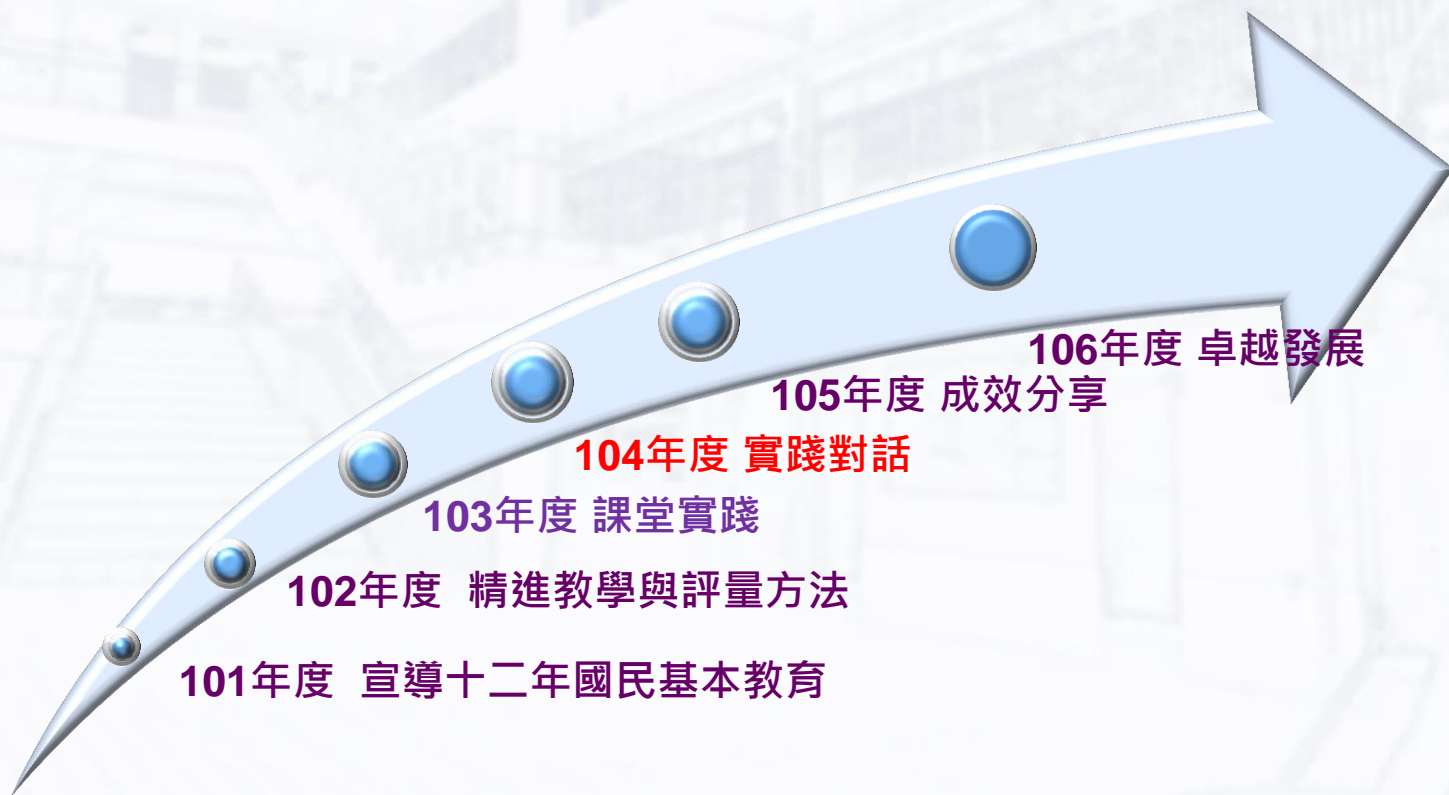 106年度 卓越發展
105年度 成效分享
104年度 實踐對話
103年度 課堂實踐
102年度 精進教學與評量方法
101年度 宣導十二年國民基本教育